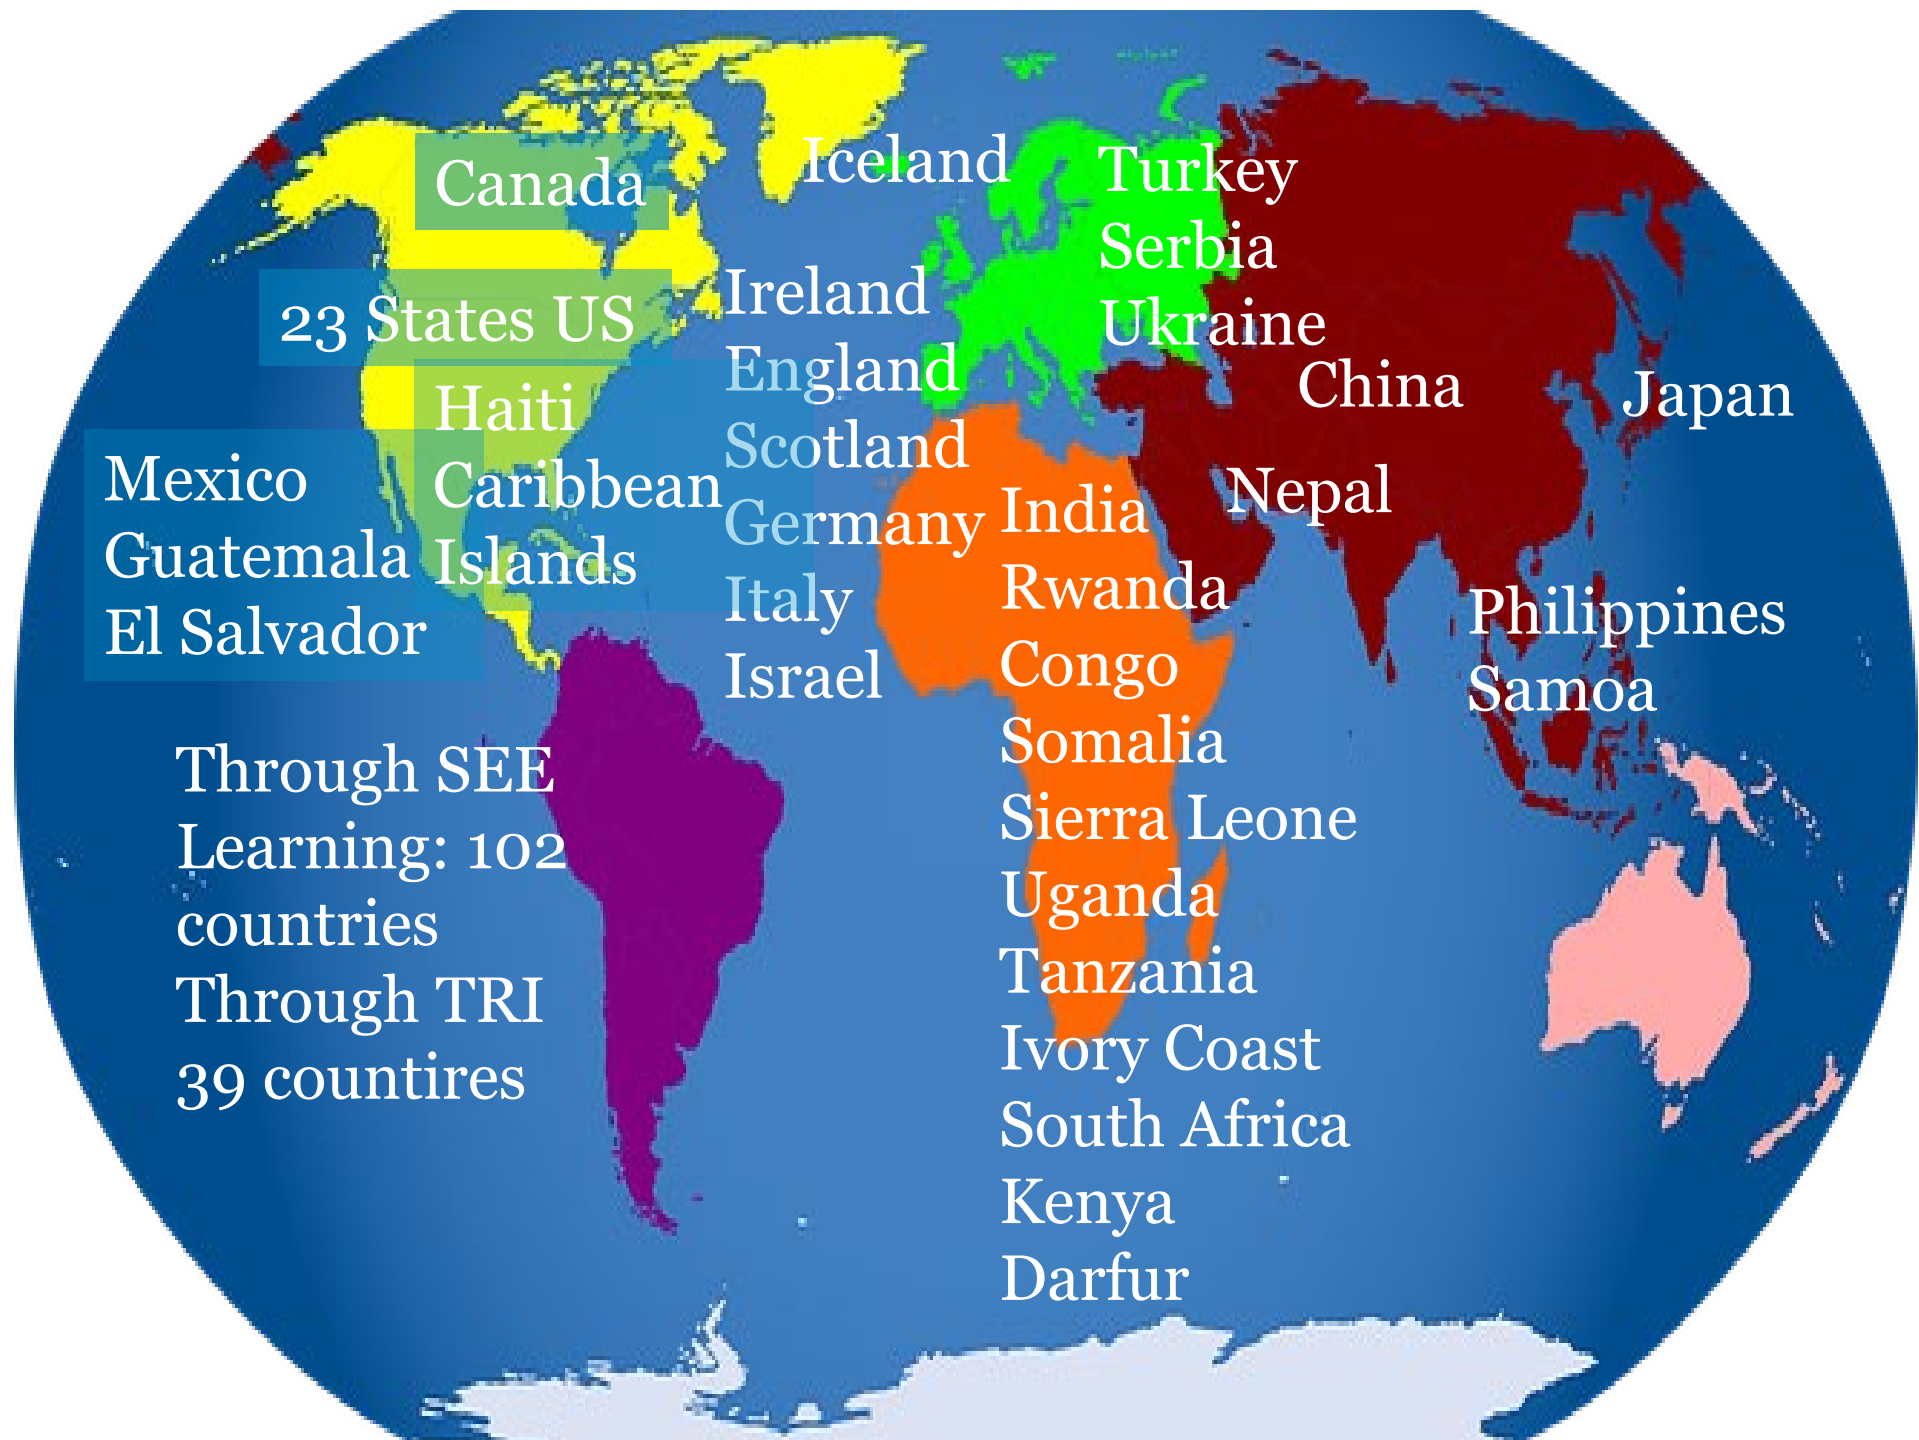 Canada
23 States US
Haiti
Caribbean
Islands
Mexico
Guatemala
El Salvador
Through SEE
Learning: 102
countries
Through TRI
39 countires
Iceland
Ireland
England
Scotland
Germany
Italy
Israel
Turkey
Serbia
Ukraine
China
Japan
Nepal
India
Rwanda
Congo
Somalia
Sierra Leone
Uganda
Tanzania
Ivory Coast
South Africa
Kenya
Darfur
Philippines
Samoa